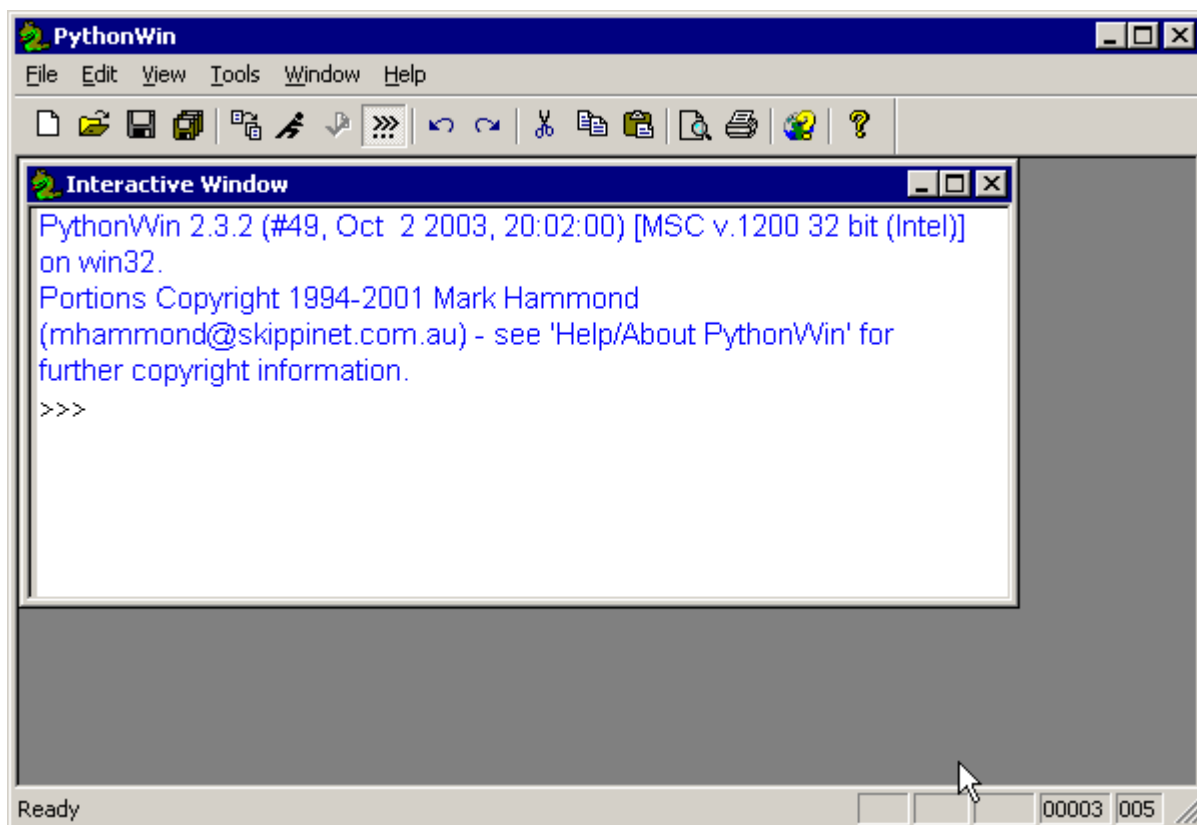 PythonWin
File Edit View Tools Window Help
Interactive Window
PythonWin 2.3.2 (#49, Oct  2 2003, 20:02:00) [MSC v.1200 32 bit (Intel)]
on win32.
Portions Copyright 1994-2001 Mark Hammond
(mhammond@skippinet.com.au) - see 'Help/About PythonWin' for
further copyright information.
>>>
Ready 00003 005